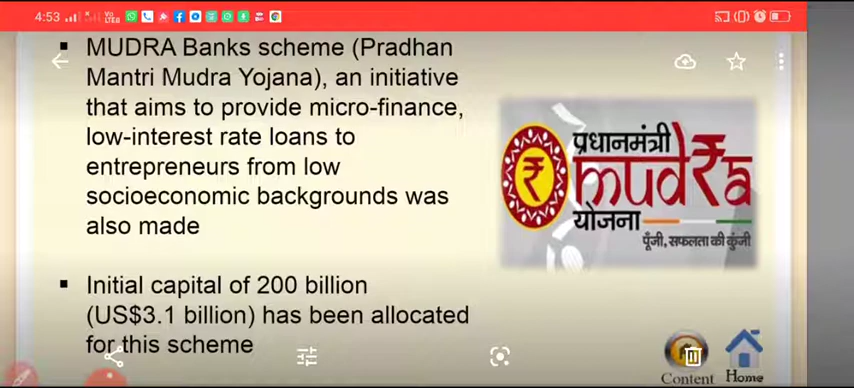 4:53
Vo
LTE
MUDRA Banks scheme (Pradhan
Mantri Mudra Yojana), an initiative
that aims to provide micro-finance,
low-interest rate loans to
entrepreneurs from low
socioeconomic backgrounds was
also made
प्रधानमंत्री
mudRa
योजना
पूँजी, सफलता की कुंजी
Initial capital of 200 billion
(US$3.1 billion) has been allocated
for this scheme
Content
Home